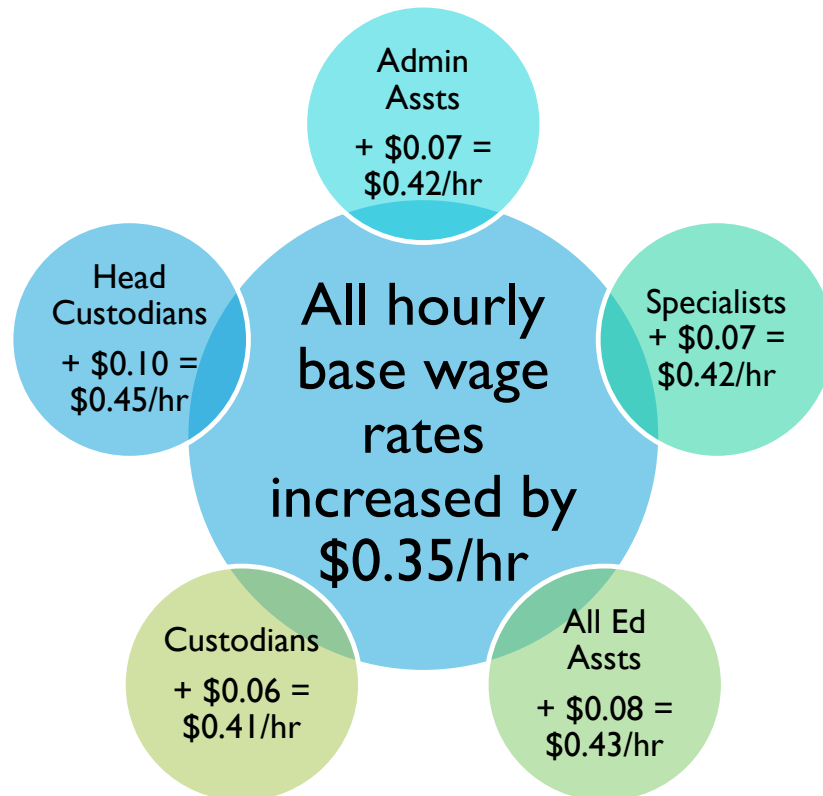 Admin
Assts
+ $0.07 =
$0.42/hr
Head
Custodians
+ $0.10 =
$0.45/hr
All hourly
base wage
rates
increased by
$0.35/hr
Specialists
+ $0.07 =
$0.42/hr
Custodians
+ $0.06 =
$0.41/hr
All Ed
Assts
+ $0.08 =
$0.43/hr